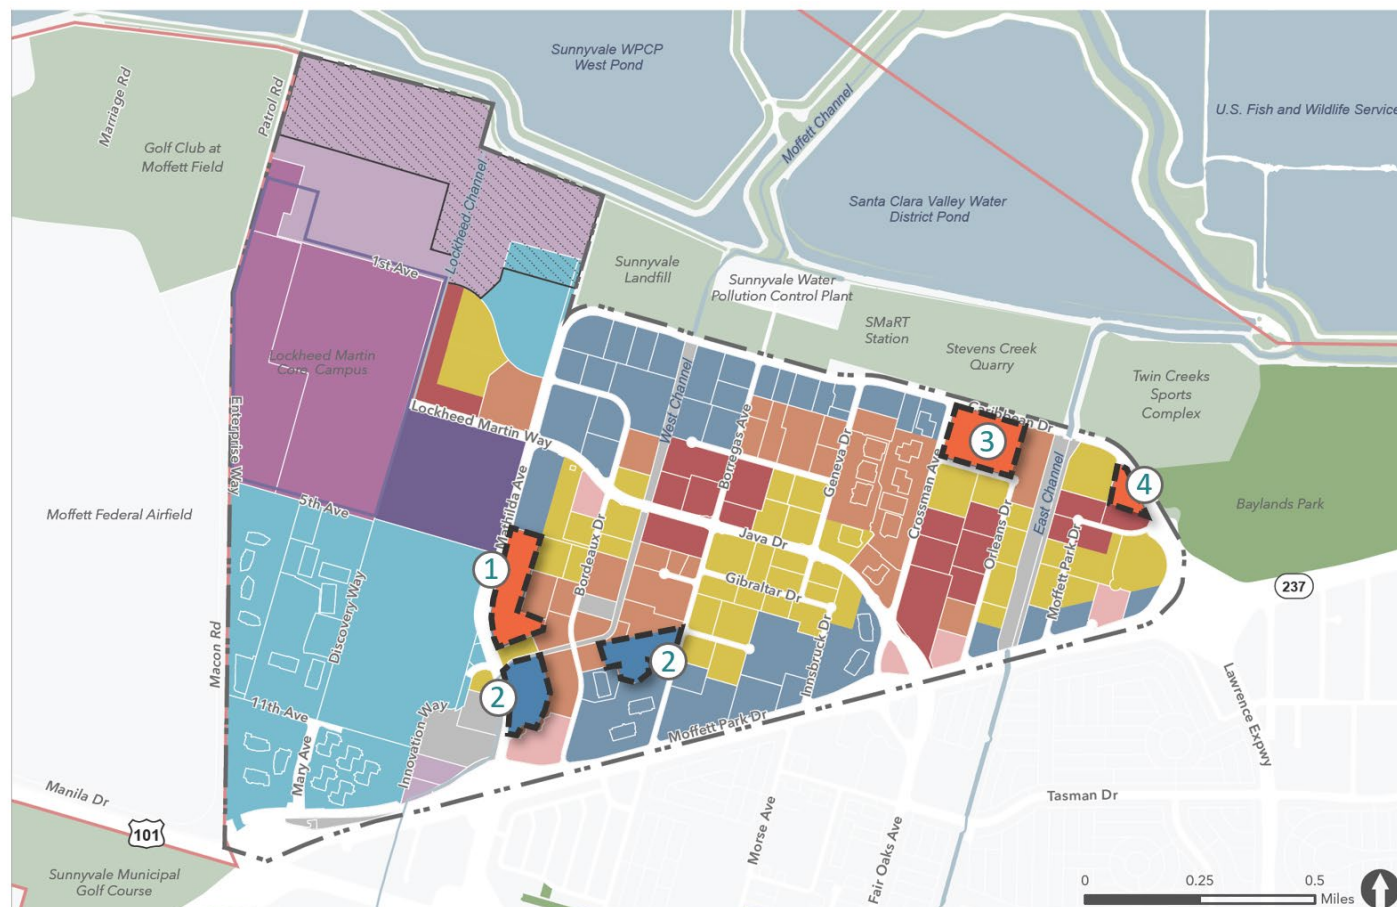 Sunnyvale WPCP
West Pond
Marriage Rd
Patrol Rd
Moffett Channel
U.S. Fish and Wildlife Service
Golf Club at
Moffett Field
Santa Clara Valley Water
District Pond
Lockheed Channel
1st Ave
Sunnyvale
Landfill
Sunnyvale Water
Pollution Control Plant
SMaRT
Station
Stevens Creek
Quarry
Twin Creeks
Sports
Complex
Lockheed Martin
Core Campus
Enterprise Way
Lockheed Martin Way
West Channel
Borregas Ave
Geneva Dr
Caribbean Dr
3
Crossman Ave
East Channel
4
Baylands Park
Moffett Federal Airfield
5th Ave
Mathilda Ave
Bordeaux Dr
Java Dr
Orleans Dr
Moffett Park Dr
1
Gibraltar Dr
237
Discovery Way
Macon Rd
Innsbruck Dr
2
2
11th Ave
Mary Ave
Innovation Way
Moffett Park Dr
Lawrence Expwy
Manila Dr
101
Morse Ave
Fair Oaks Ave
Tasman Dr
Sunnyvale Municipal
Golf Course
0 0.25 0.5
Miles